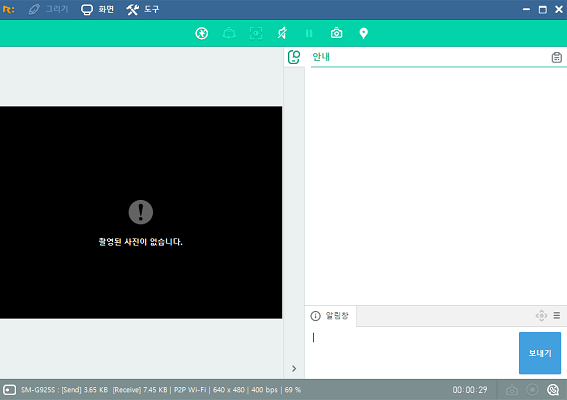 그리기 화면 도구
안내
촬영된 사진이 없습니다.
알림창
보내기
SM-G925S : [Send] 3.65 KB [Receive] 7.45 KB | P2P Wi-Fi | 640 x 480 | 400 bps | 69 %
00:00:29